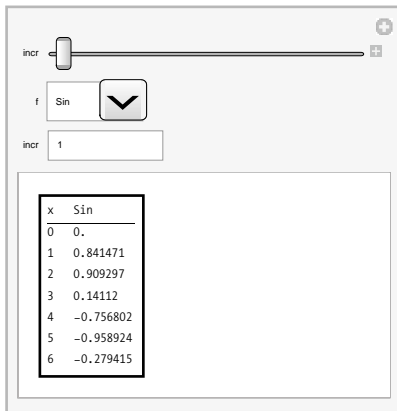 incr
f Sin
incr 1
x Sin
0 0.
1 0.841471
2 0.909297
3 0.14112
4 -0.756802
5 -0.958924
6 -0.279415